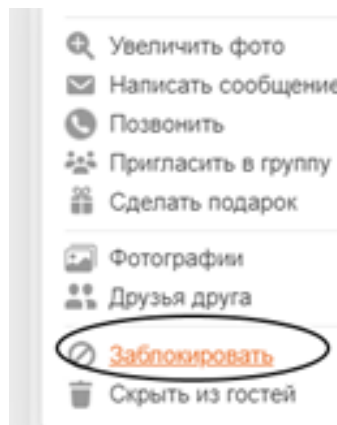 Увеличить фото
Написать сообщение
Позвонить
Пригласить в группу
Сделать подарок
Фотографии
Друзья друга
Заблокировать
Скрыть из гостей